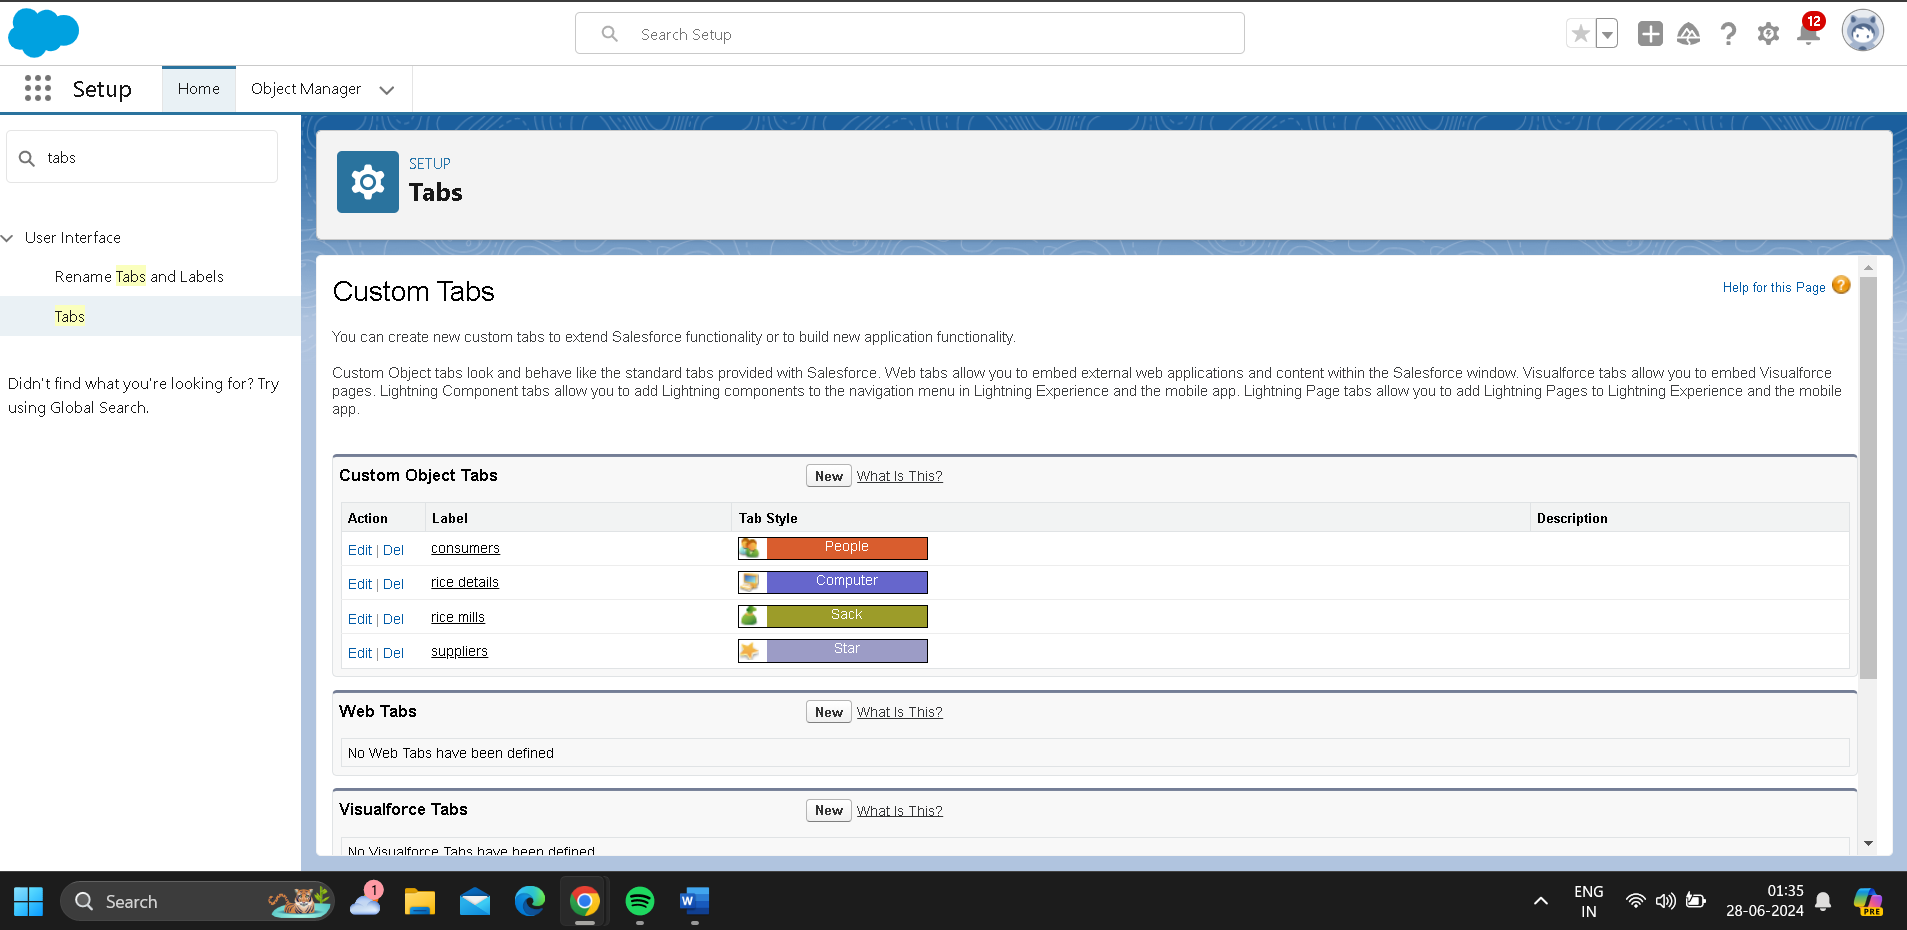 Search Setup
12
Setup
Home
Object Manager
tabs
User Interface
Rename Tabs and Labels
Tabs
Didn't find what you're looking for? Try
using Global Search.
SETUP
Tabs
Custom Tabs
Help for this Page ?
You can create new custom tabs to extend Salesforce functionality or to build new application functionality.
Custom Object tabs look and behave like the standard tabs provided with Salesforce. Web tabs allow you to embed external web applications and content within the Salesforce window. Visualforce tabs allow you to embed Visualforce
pages. Lightning Component tabs allow you to add Lightning components to the navigation menu in Lightning Experience and the mobile app. Lightning Page tabs allow you to add Lightning Pages to Lightning Experience and the mobile
app.
Custom Object Tabs New What Is This?
Action Label Tab Style Description
Edit | Del consumers People
Edit | Del rice details Computer
Edit | Del rice mills Sack
Edit | Del suppliers Star
Web Tabs New What Is This?
No Web Tabs have been defined
Visualforce Tabs New What Is This?
No Visualforce Tabs have been defined
Search
1
W
ENG
IN
01:35
28-06-2024
PRE